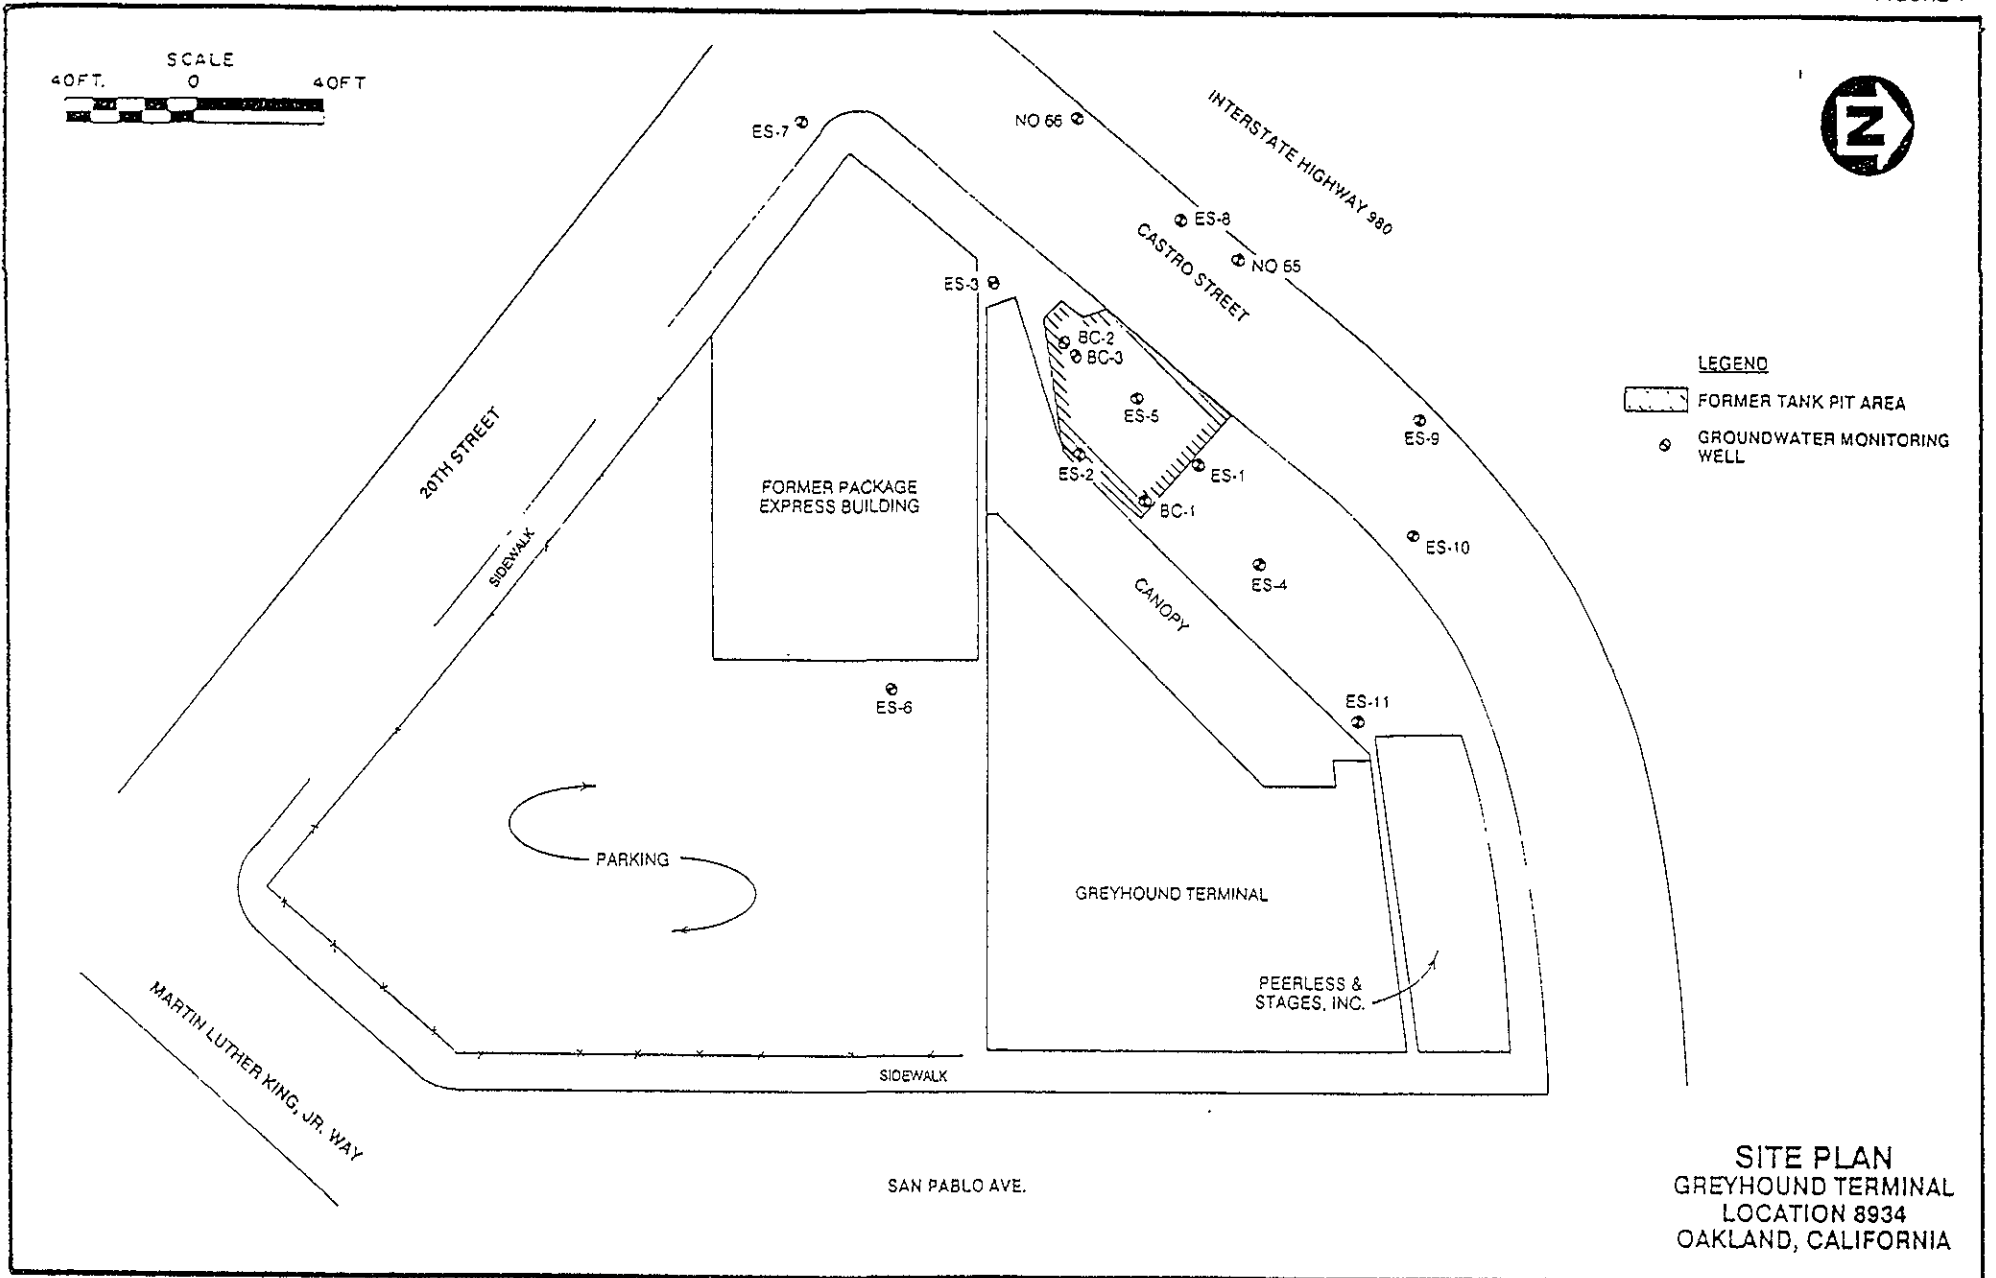 SCALE
40FT. 0 40FT
N
INTERSTATE HIGHWAY 980
ES-7
NO 66
ES-8
NO 65
CASTRO STREET
ES-3
BC-2
BC-3
ES-5
ES-9
ES-2
ES-1
BC-1
ES-10
ES-4
LEGEND
FORMER TANK PIT AREA
GROUNDWATER MONITORING
WELL
20TH STREET
SIDEWALK
FORMER PACKAGE
EXPRESS BUILDING
CANOPY
ES-6
ES-11
PARKING
GREYHOUND TERMINAL
PEERLESS &
STAGES, INC.
MARTIN LUTHER KING, JR. WAY
SIDEWALK
SAN PABLO AVE.
SITE PLAN
GREYHOUND TERMINAL
LOCATION 8934
OAKLAND, CALIFORNIA